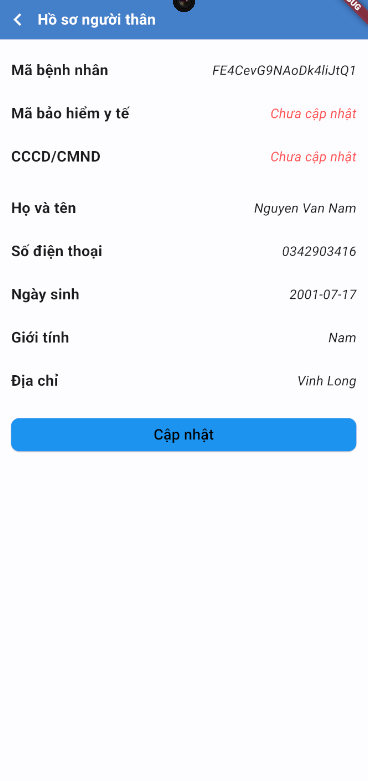 Hồ sơ người thân
Mã bệnh nhân FE4CevG9NAoDk4liJtQ1
Mã bảo hiểm y tế Chưa cập nhật
CCCD/CMND Chưa cập nhật
Họ và tên Nguyen Van Nam
Số điện thoại 0342903416
Ngày sinh 2001-07-17
Giới tính Nam
Địa chỉ Vinh Long
Cập nhật